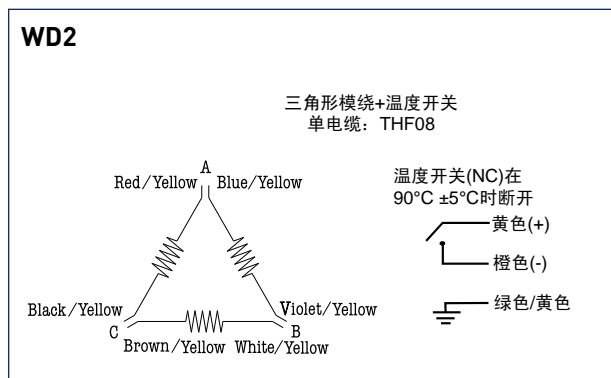 WD2
三角形模绕+温度开关
单电缆：THF08
A
Red/Yellow Blue/Yellow
温度开关(NC)在
90°C ±5°C时断开
黄色(+)
橙色(-)
绿色/黄色
Black/Yellow Violet/Yellow
C B
Brown/Yellow White/Yellow